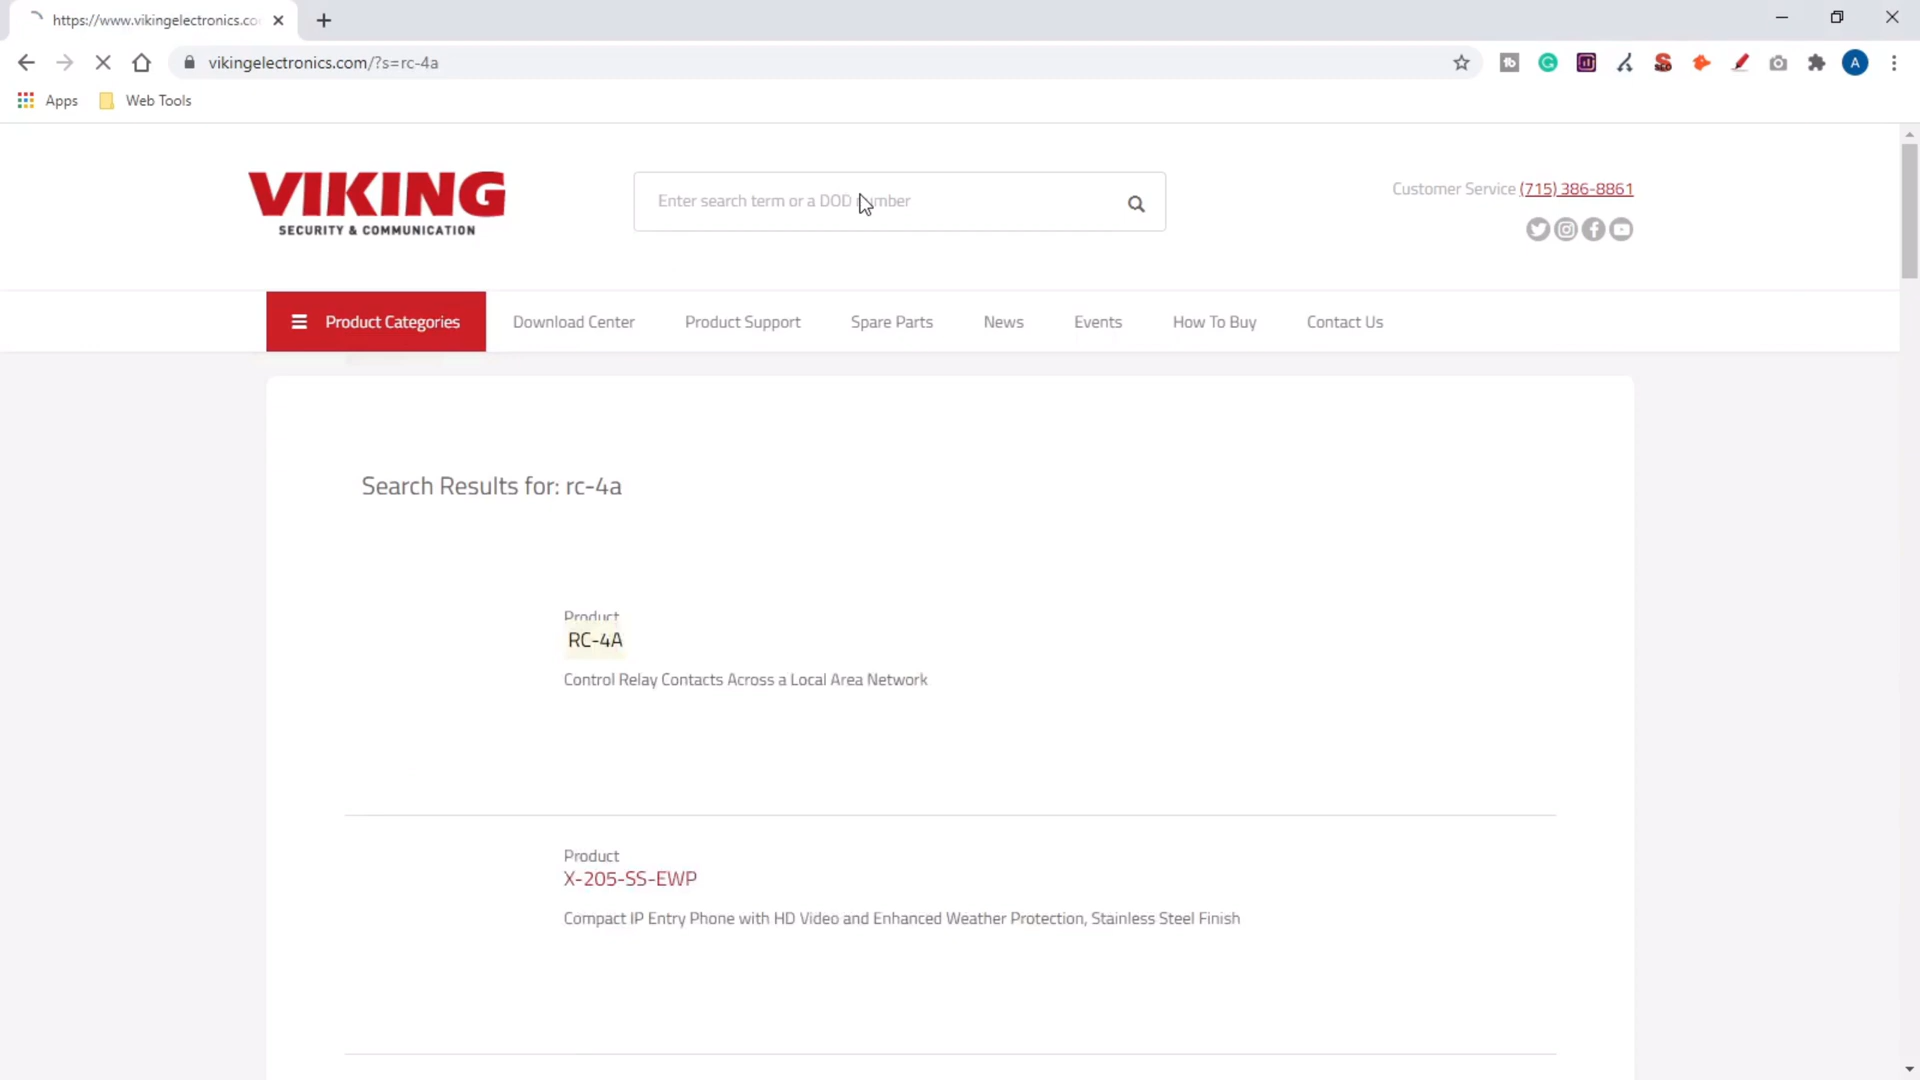 https://www.vikingelectronics.co
vikingelectronics.com/?s=rc-4a
A
Apps
Web Tools
VIKING
SECURITY & COMMUNICATION
Enter search term or a DOD number
Customer Service (715) 386-8861
Product Categories
Download Center
Product Support
Spare Parts
News
Events
How To Buy
Contact Us
Search Results for: rc-4a
Product
RC-4A
Control Relay Contacts Across a Local Area Network
Product
X-205-SS-EWP
Compact IP Entry Phone with HD Video and Enhanced Weather Protection, Stainless Steel Finish